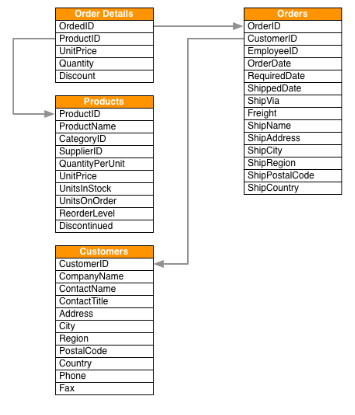 Order Details
OrdedID
ProductID
UnitPrice
Quantity
Discount
Products
ProductID
ProductName
CategoryID
SupplierID
QuantityPerUnit
UnitPrice
UnitsInStock
UnitsOnOrder
ReorderLevel
Discontinued
Customers
CustomerID
CompanyName
ContactName
ContactTitle
Address
City
Region
PostalCode
Country
Phone
Fax
Orders
OrderID
CustomerID
EmployeeID
OrderDate
RequiredDate
ShippedDate
ShipVia
Freight
ShipName
ShipAddress
ShipCity
ShipRegion
ShipPostalCode
ShipCountry